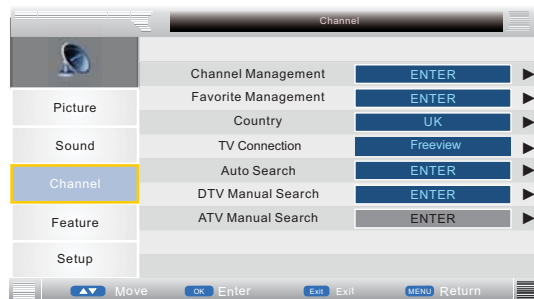 Channel
Channel Management ENTER
Favorite Management ENTER
Country UK
TV Connection Freeview
Auto Search ENTER
DTV Manual Search ENTER
ATV Manual Search ENTER
Picture
Sound
Channel
Feature
Setup
Move OK Enter Exit Exit MENU Return